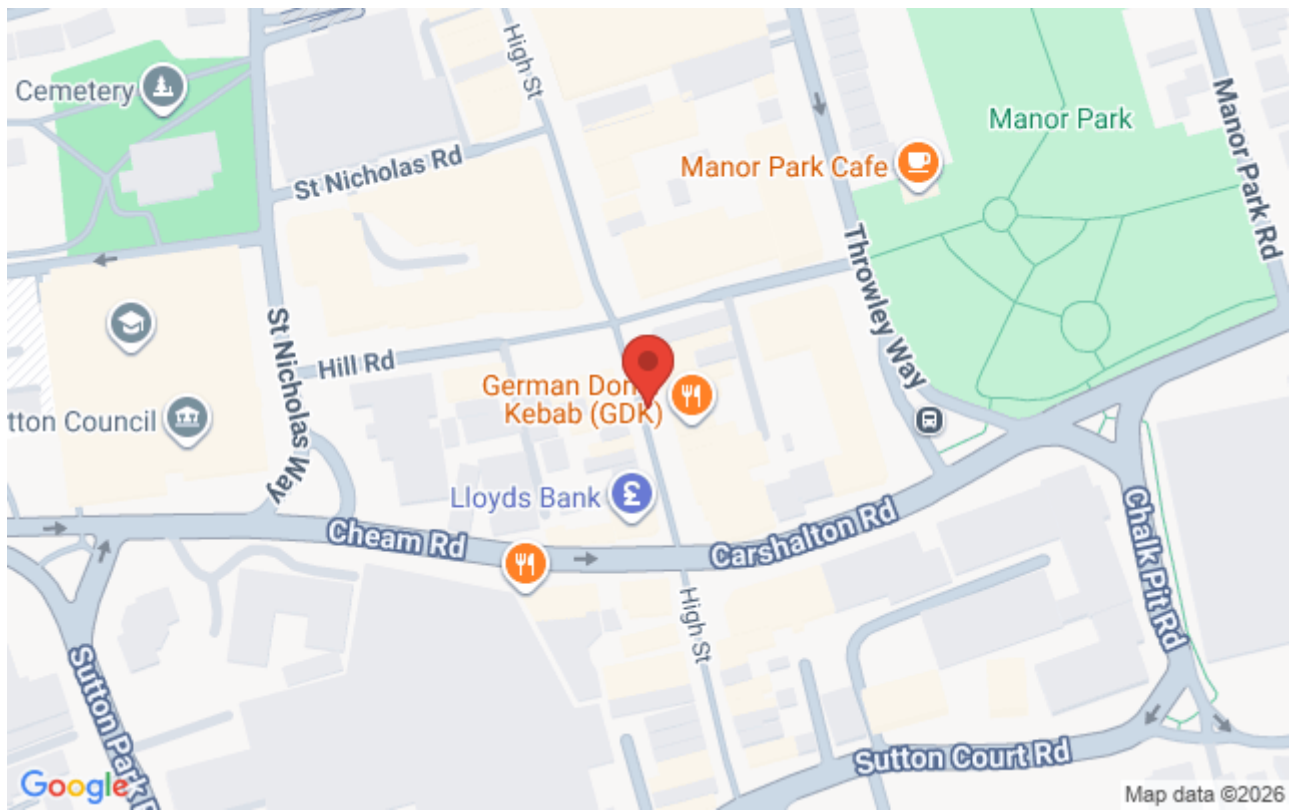 High St
Cemetery
Manor Park
Manor Park Rd
St Nicholas Rd
Manor Park Cafe
Throwley Way
St Nicholas Way
Hill Rd
German Don
Kebab (GDK)
tton Council
Lloyds Bank
£
Cheam Rd
Carshalton Rd
High St
Chalk Pit Rd
Sutton Park
Sutton Court Rd
Google
Map data ©2026